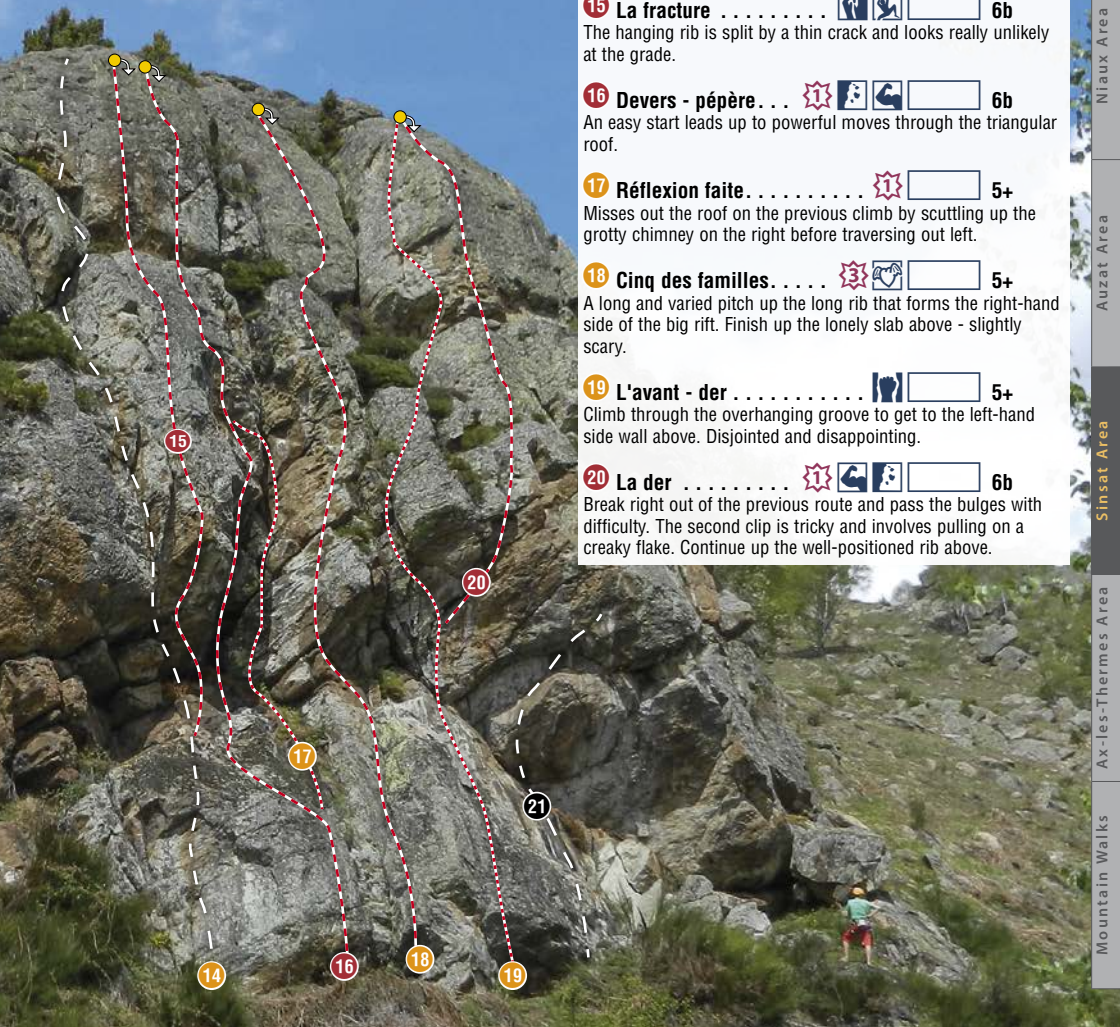 15 La fracture . . . . . . . . . 6b
The hanging rib is split by a thin crack and looks really unlikely
at the grade.
16 Devers - pépère. . . 1 6b
An easy start leads up to powerful moves through the triangular
roof.
17 Réflexion faite. . . . . . . . . . 1 5+
Misses out the roof on the previous climb by scuttling up the
grotty chimney on the right before traversing out left.
18 Cinq des familles. . . . . 3 5+
A long and varied pitch up the long rib that forms the right-hand
side of the big rift. Finish up the lonely slab above - slightly
scary.
19 L'avant - der . . . . . . . . . . . 5+
Climb through the overhanging groove to get to the left-hand
side wall above. Disjointed and disappointing.
20 La der . . . . . . . . . 1 6b
Break right out of the previous route and pass the bulges with
difficulty. The second clip is tricky and involves pulling on a
creaky flake. Continue up the well-positioned rib above.
Niaux Area
Auzat Area
Sinsat Area
Ax-les-Thermes Area
Mountain Walks
15
20
17
21
14
16
18
19